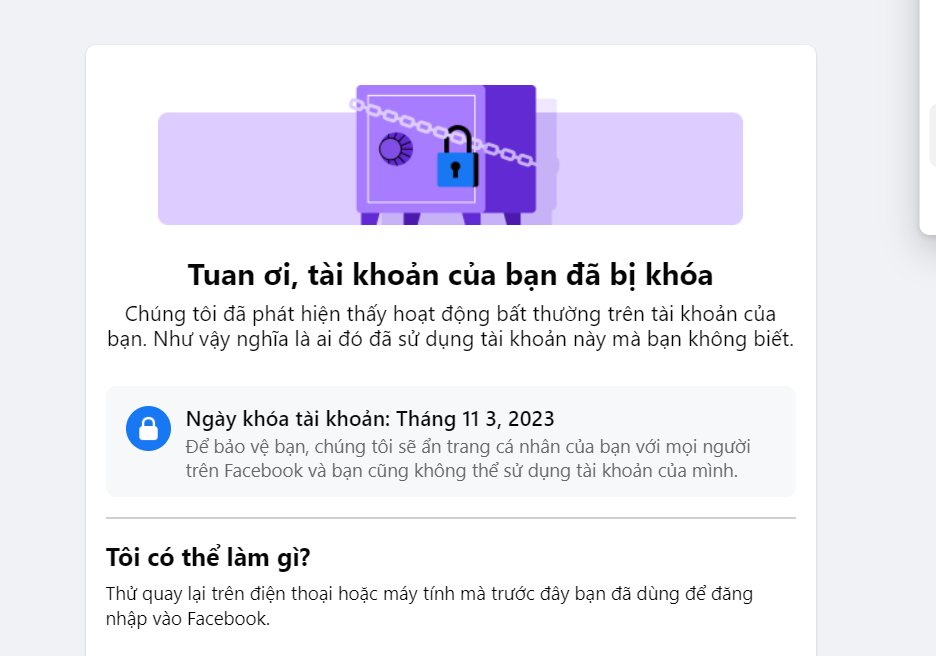 Tuan ơi, tài khoản của bạn đã bị khóa
Chúng tôi đã phát hiện thấy hoạt động bất thường trên tài khoản của
bạn. Như vậy nghĩa là ai đó đã sử dụng tài khoản này mà bạn không biết.
Ngày khóa tài khoản: Tháng 11 3, 2023
Để bảo vệ bạn, chúng tôi sẽ ẩn trang cá nhân của bạn với mọi người
trên Facebook và bạn cũng không thể sử dụng tài khoản của mình.
Tôi có thể làm gì?
Thử quay lại trên điện thoại hoặc máy tính mà trước đây bạn đã dùng để đăng
nhập vào Facebook.